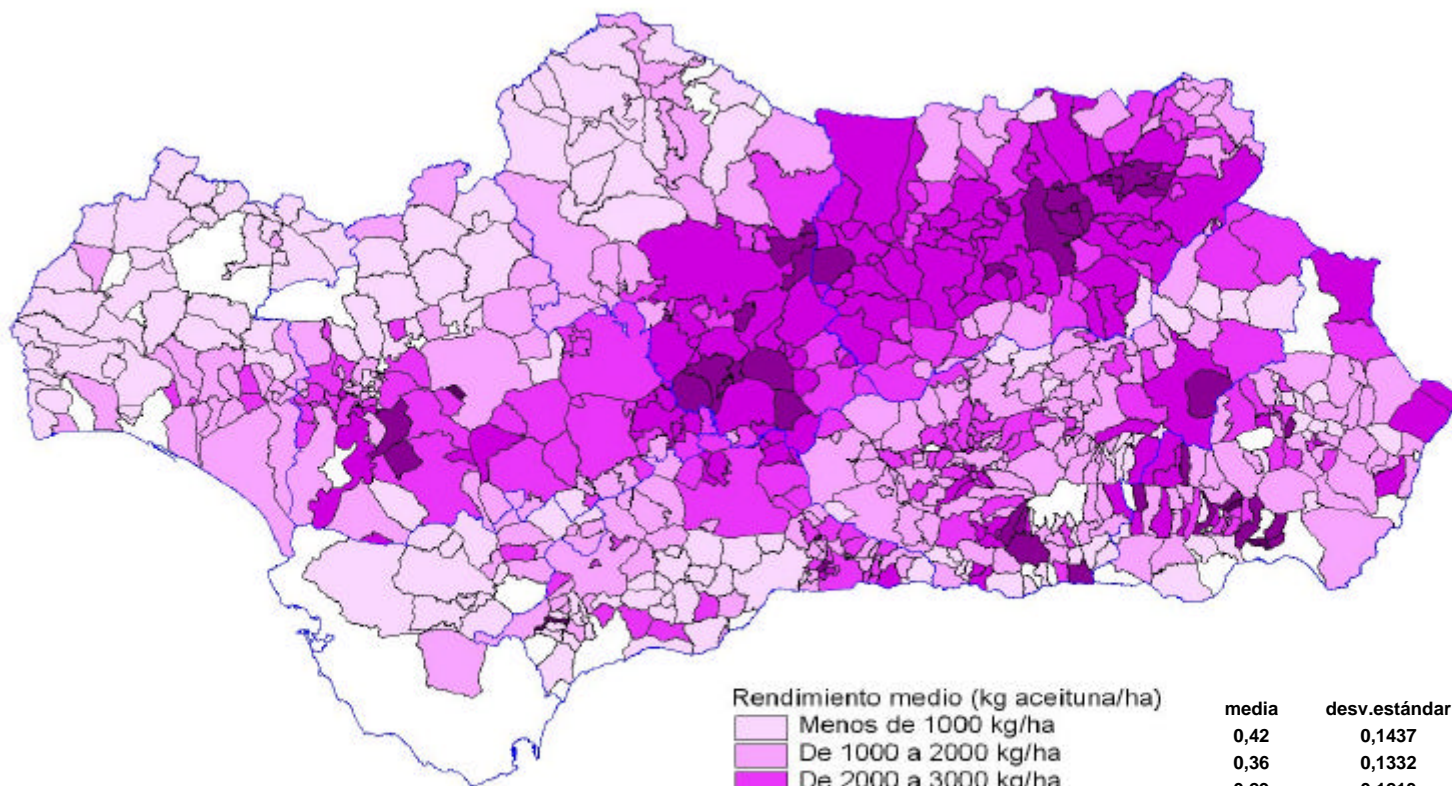 Rendimiento medio (kg aceituna/ha)
Menos de 1000 kg/ha
De 1000 a 2000 kg/ha
De 2000 a 3000 kg/ha
media desv.estándar
0,42 0,1437
0,36 0,1332